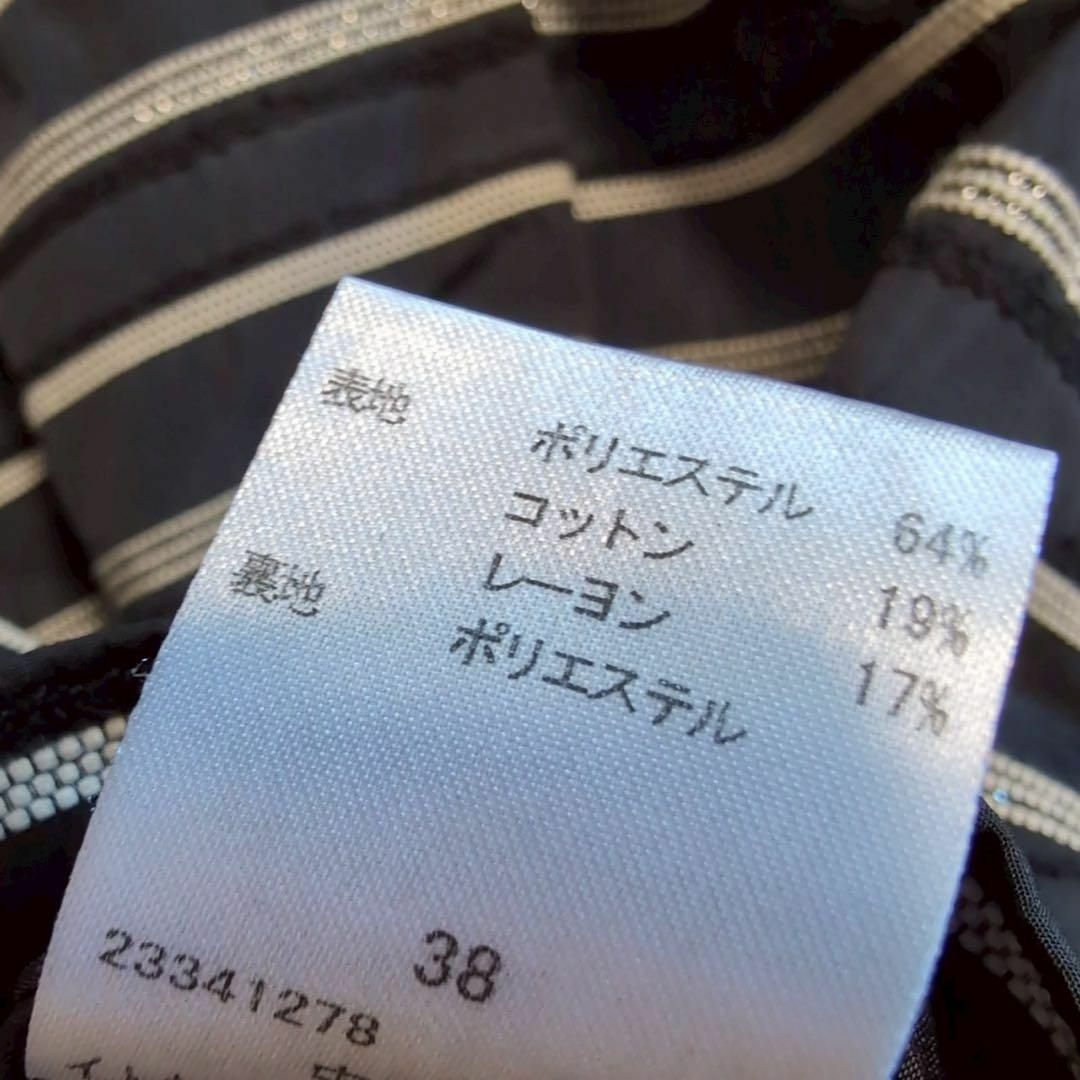 表地 ポリエステル 64%
コットン 19%
レーヨン 17%
裏地 ポリエステル
38
23341278